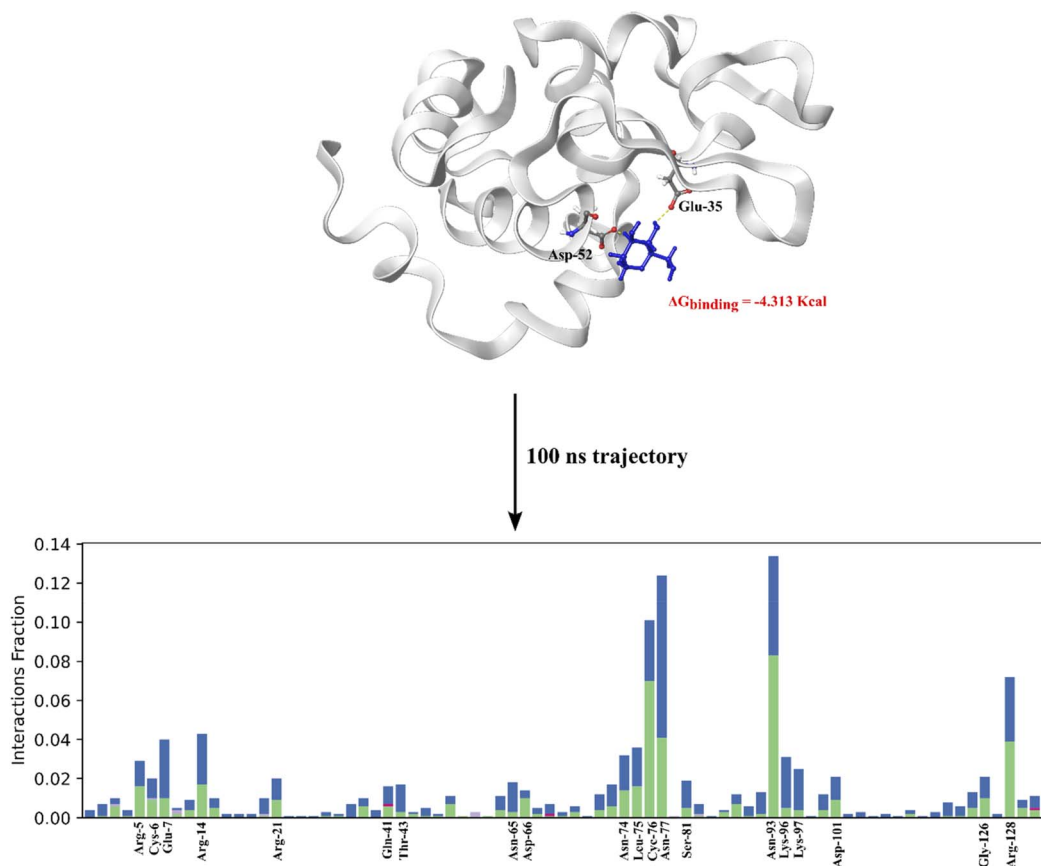 Glu-35
Asp-52
ΔGbinding = -4.313 Kcal
100 ns trajectory
Interactions Fraction
0.14
0.12
0.10
0.08
0.06
0.04
0.02
0.00
Arg-5
Cys-6
Glu-7
Arg-14
Arg-21
Gln-41
Thr-43
Asn-65
Asp-66
Asn-74
Leu-75
Cyc-76
Asn-77
Ser-81
Asn-93
Lys-96
Lys-97
Asp-101
Gly-126
Arg-128